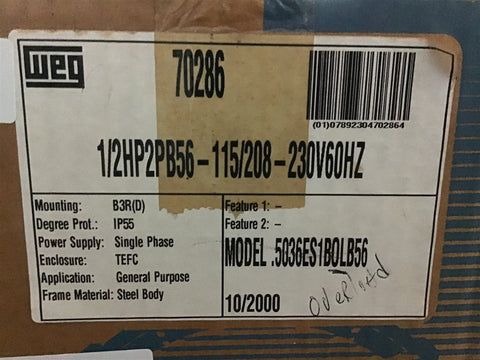 WEG
70286
(01)07892304702864
1/2HP2PB56-115/208-230V60HZ
Mounting: B3R(D)
Degree Prot.: IP55
Power Supply: Single Phase
Enclosure: TEFC
Application: General Purpose
Frame Material: Steel Body
Feature 1: -
Feature 2: -
MODEL .5036ES1BOLB56
10/2000
overload